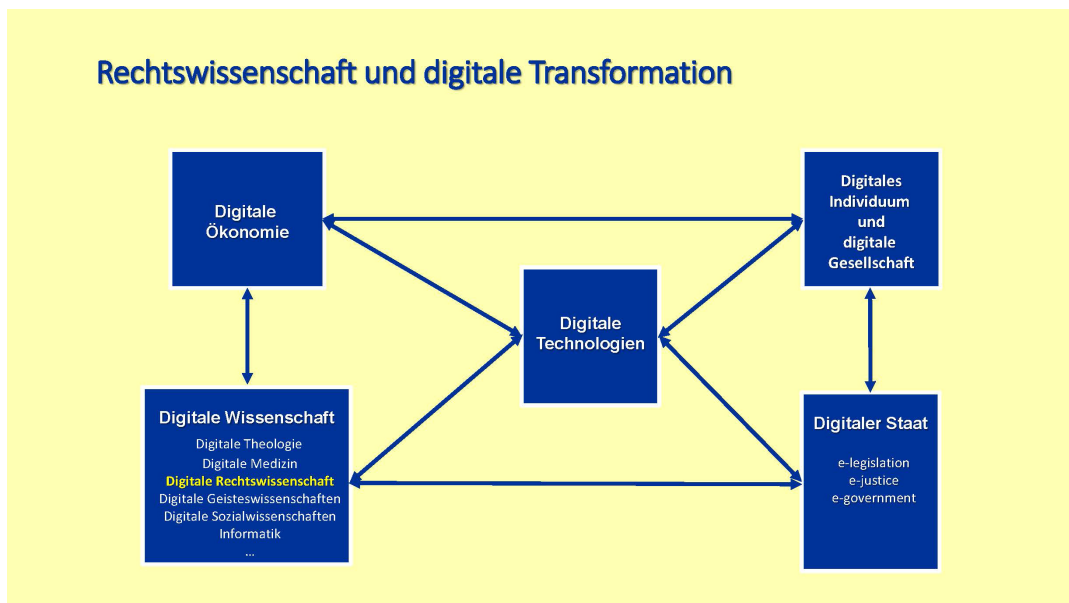 Rechtswissenschaft und digitale Transformation
Digitale
Ökonomie
Digitales
Individuum
und
digitale
Gesellschaft
Digitale
Technologien
Digitale Wissenschaft
Digitale Theologie
Digitale Medizin
Digitale Rechtswissenschaft
Digitale Geisteswissenschaften
Digitale Sozialwissenschaften
Informatik
...
Digitaler Staat
e-legislation
e-justice
e-government